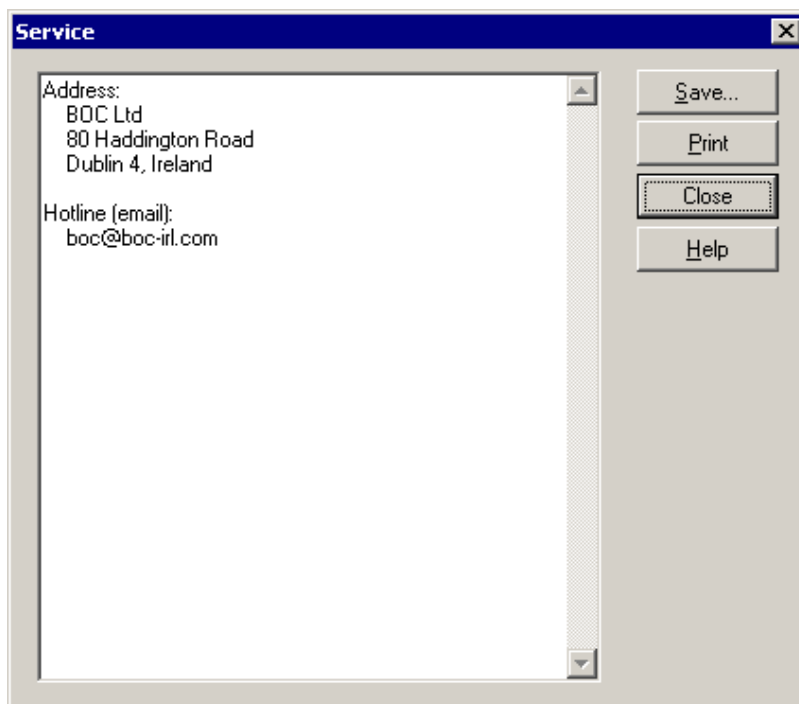 Service
Address:
BOC Ltd
80 Haddington Road
Dublin 4, Ireland
Hotline (email):
boc@boc-irl.com
Save...
Print
Close
Help